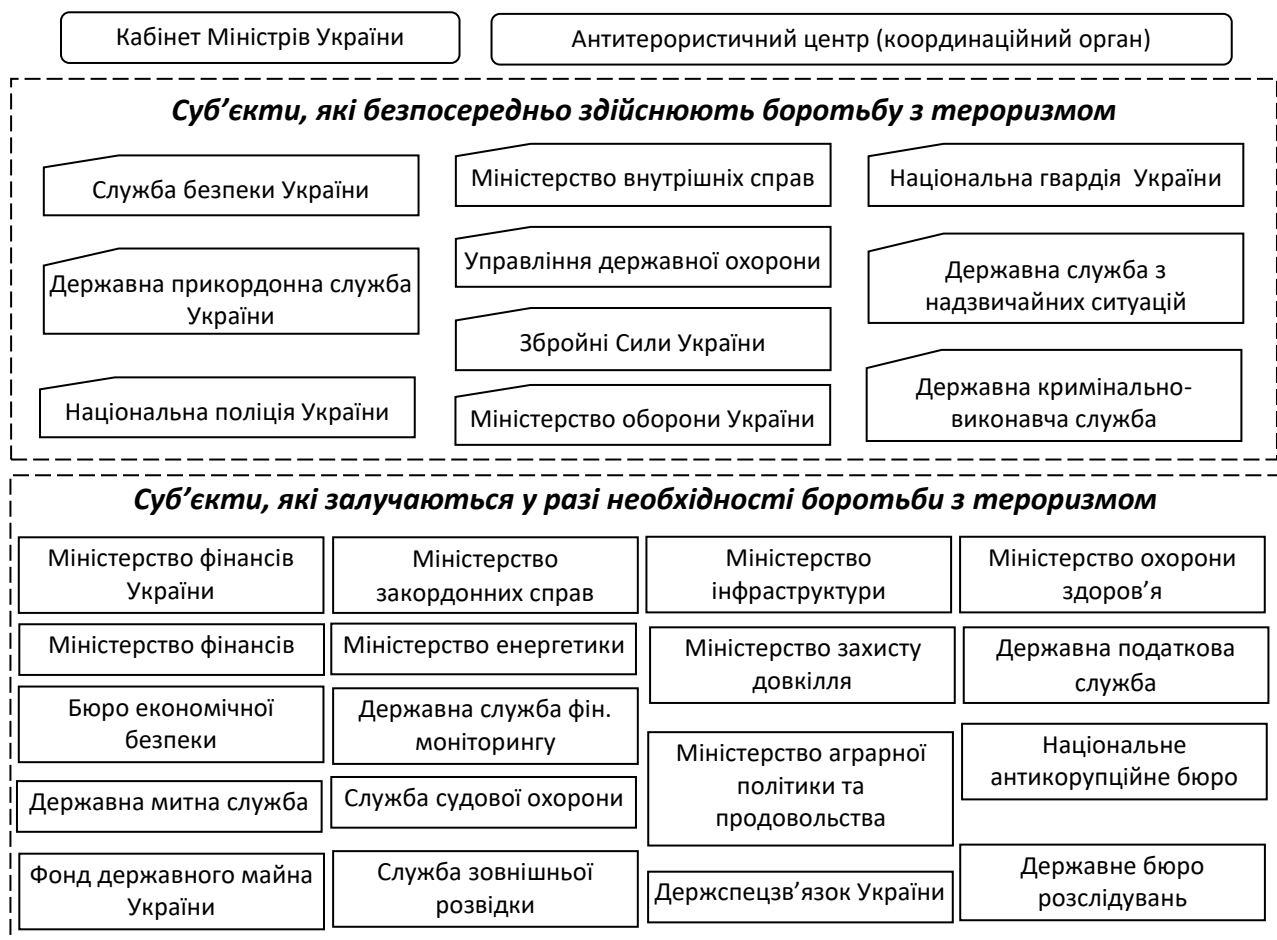 Кабінет Міністрів України
Антитерористичний центр (координаційний орган)
Суб’єкти, які безпосередньо здійснюють боротьбу з тероризмом
Служба безпеки України
Міністерство внутрішніх справ
Національна гвардія України
Державна прикордонна служба
України
Управління державної охорони
Державна служба з
надзвичайних ситуацій
Збройні Сили України
Національна поліція України
Міністерство оборони України
Державна кримінально-
виконавча служба
Суб’єкти, які залучаються у разі необхідності боротьби з тероризмом
Міністерство фінансів
України
Міністерство
закордонних справ
Міністерство
інфраструктури
Міністерство охорони
здоров’я
Міністерство фінансів
Міністерство енергетики
Міністерство захисту
довкілля
Державна податкова
служба
Бюро економічної
безпеки
Державна служба фін.
моніторингу
Міністерство аграрної
політики та
продовольства
Національне
антикорупційне бюро
Державна митна служба
Служба судової охорони
Фонд державного майна
України
Служба зовнішньої
розвідки
Держспецзв’язок України
Державне бюро
розслідувань